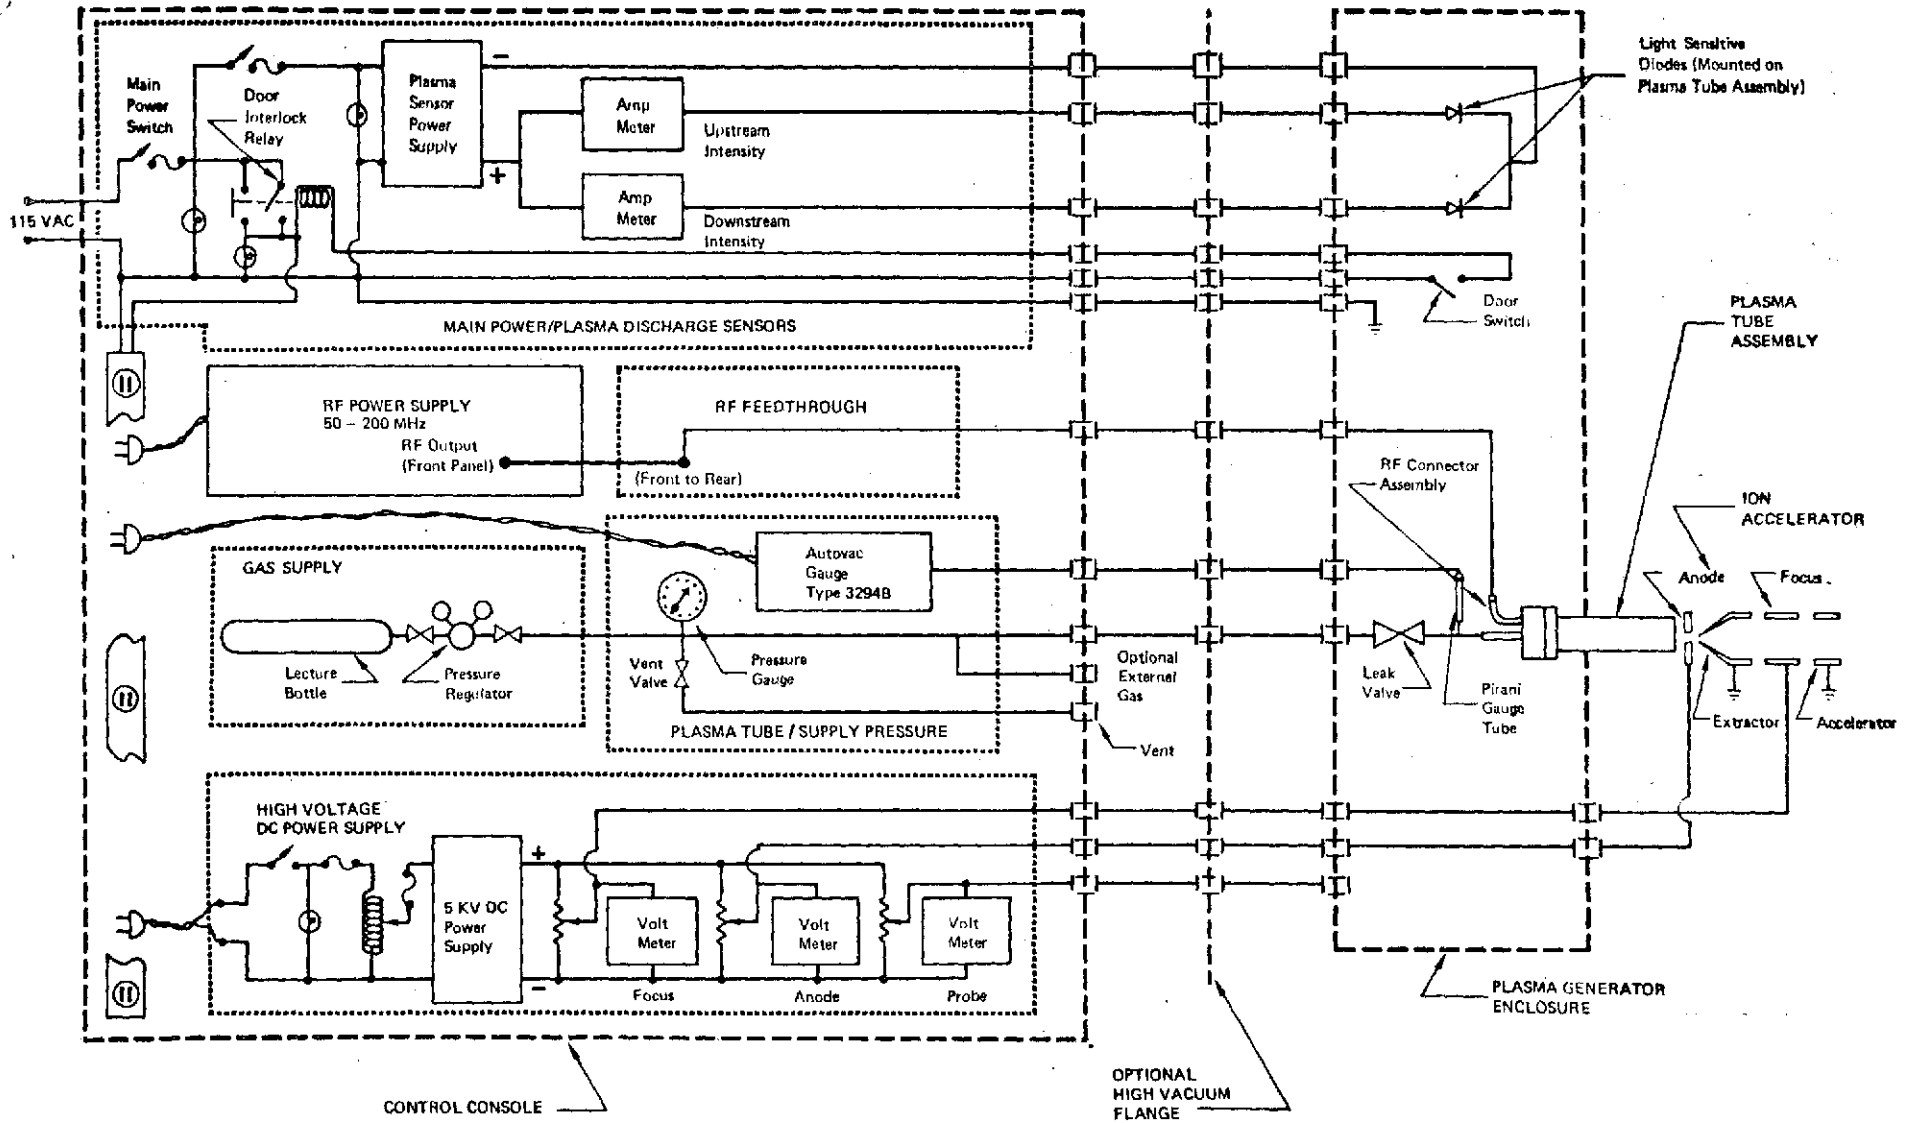 Main
Power
Switch
Door
Interlock
Relay
115 VAC
Plasma
Sensor
Power
Supply
−
+
Amp
Meter
Upstream
Intensity
Amp
Meter
Downstream
Intensity
MAIN POWER/PLASMA DISCHARGE SENSORS
Light Sensitive
Diodes (Mounted on
Plasma Tube Assembly)
Door
Switch
PLASMA
TUBE
ASSEMBLY
RF POWER SUPPLY
50 – 200 MHz
RF Output
(Front Panel)
RF FEEDTHROUGH
(Front to Rear)
RF Connector
Assembly
ION
ACCELERATOR
Anode
Focus
GAS SUPPLY
Lecture
Bottle
Pressure
Regulator
Autovac
Gauge
Type 3294B
Vent
Valve
Pressure
Gauge
PLASMA TUBE / SUPPLY PRESSURE
Optional
External
Gas
Vent
Leak
Valve
Pirani
Gauge
Tube
Extractor
Accelerator
HIGH VOLTAGE
DC POWER SUPPLY
5 KV DC
Power
Supply
+
−
Volt
Meter
Focus
Volt
Meter
Anode
Volt
Meter
Probe
PLASMA GENERATOR
ENCLOSURE
CONTROL CONSOLE
OPTIONAL
HIGH VACUUM
FLANGE